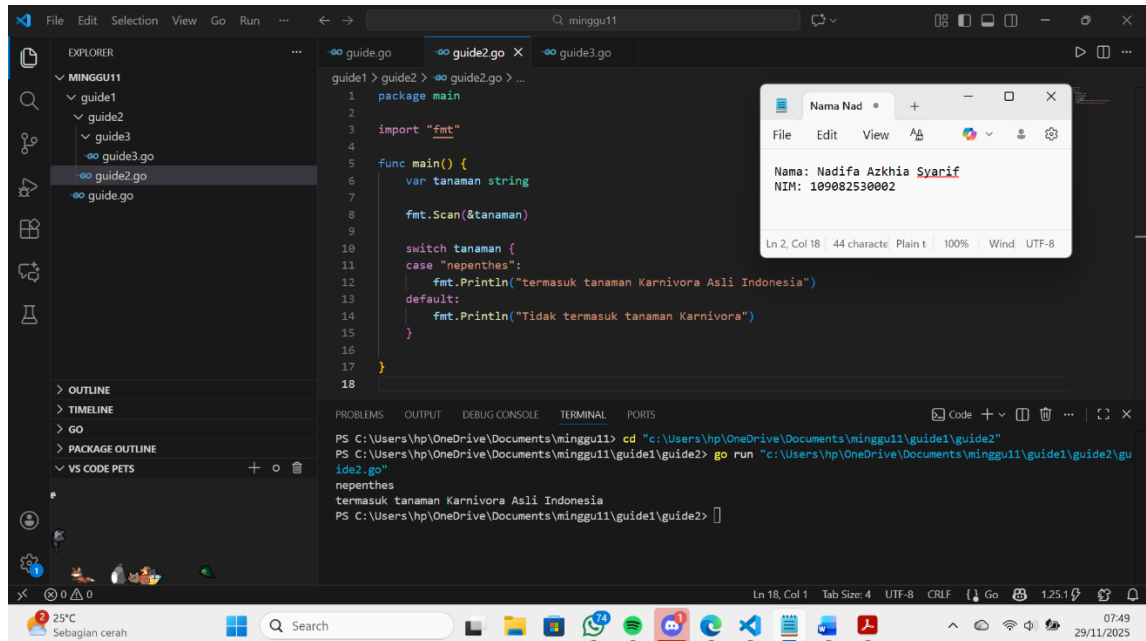 File Edit Selection View Go Run ... minggu11
EXPLORER ...
MINGGU11
guide1
guide2
guide3
guide3.go
guide2.go
guide.go
OUTLINE
TIMELINE
GO
PACKAGE OUTLINE
VS CODE PETS
guide.go guide2.go guide3.go
guide1 > guide2 > guide2.go > ...
1 package main
2
3 import "fmt"
4
5 func main() {
6 var tanaman string
7
8 fmt.Scan(&tanaman)
9
10 switch tanaman {
11 case "nepenthes":
12 fmt.Println("termasuk tanaman Karnivora Asli Indonesia")
13 default:
14 fmt.Println("Tidak termasuk tanaman Karnivora")
15 }
16
17 }
18
Nama Nad
File Edit View
Nama: Nadifa Azkhia Syarif
NIM: 109082530002
Ln 2, Col 18 44 characte Plain t 100% Wind UTF-8
PROBLEMS OUTPUT DEBUG CONSOLE TERMINAL PORTS Code
PS C:\Users\hp\OneDrive\Documents\minggu11> cd "c:\Users\hp\OneDrive\Documents\minggu11\guide1\guide2"
PS C:\Users\hp\OneDrive\Documents\minggu11\guide1\guide2> go run "c:\Users\hp\OneDrive\Documents\minggu11\guide1\guide2\gu
ide2.go"
nepenthes
termasuk tanaman Karnivora Asli Indonesia
PS C:\Users\hp\OneDrive\Documents\minggu11\guide1\guide2>
0 0 Ln 18, Col 1 Tab Size: 4 UTF-8 CRLF Go 1.25.1
2 25°C
Sebagian cerah
Search
74
07:49
29/11/2025